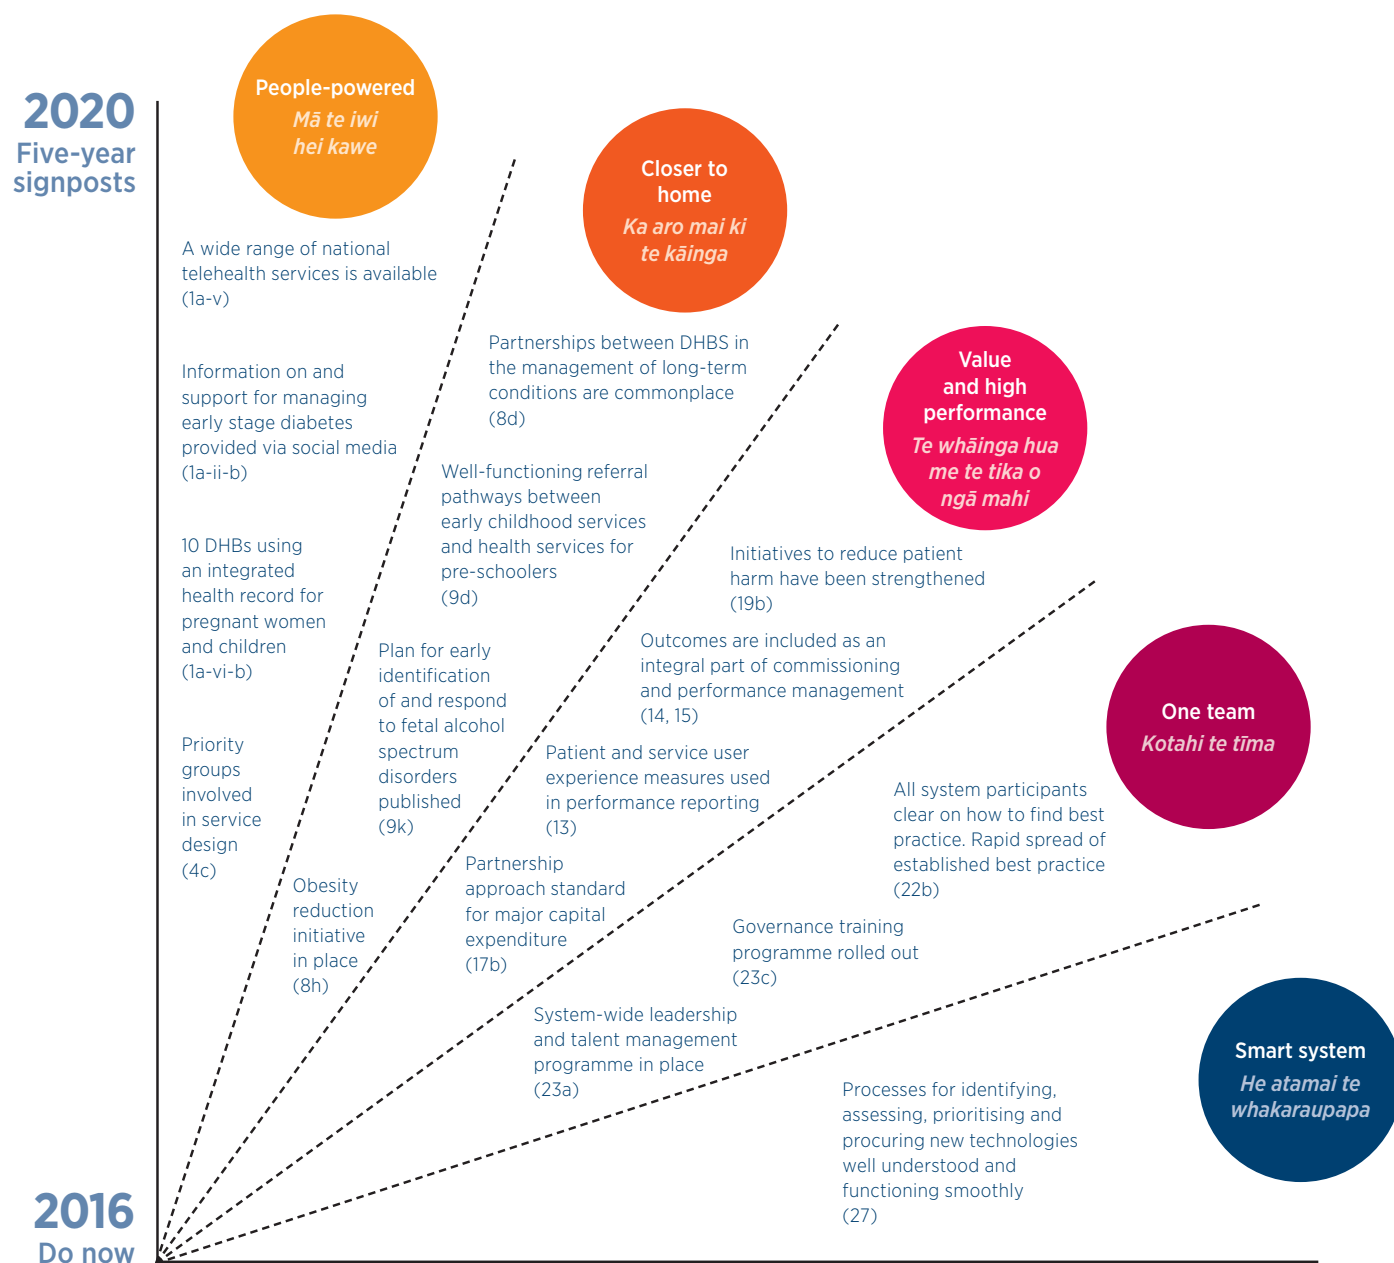 2020
Five-year
signposts
People-powered
Mā te iwi
hei kawe
A wide range of national
telehealth services is available
(1a-v)
Information on and
support for managing
early stage diabetes
provided via social media
(1a-ii-b)
10 DHBs using
an integrated
health record for
pregnant women
and children
(1a-vi-b)
Priority
groups
involved
in service
design
(4c)
Closer to
home
Ka aro mai ki
te kāinga
Partnerships between DHBS in
the management of long-term
conditions are commonplace
(8d)
Well-functioning referral
pathways between
early childhood services
and health services for
pre-schoolers
(9d)
Plan for early
identification
of and respond
to fetal alcohol
spectrum
disorders
published
(9k)
Obesity
reduction
initiative
in place
(8h)
Value
and high
performance
Te whāinga hua
me te tika o
ngā mahi
Initiatives to reduce patient
harm have been strengthened
(19b)
Outcomes are included as an
integral part of commissioning
and performance management
(14, 15)
Patient and service user
experience measures used
in performance reporting
(13)
Partnership
approach standard
for major capital
expenditure
(17b)
One team
Kotahi te tīma
All system participants
clear on how to find best
practice. Rapid spread of
established best practice
(22b)
Governance training
programme rolled out
(23c)
System-wide leadership
and talent management
programme in place
(23a)
Smart system
He atamai te
whakaraupapa
Processes for identifying,
assessing, prioritising and
procuring new technologies
well understood and
functioning smoothly
(27)
2016
Do now